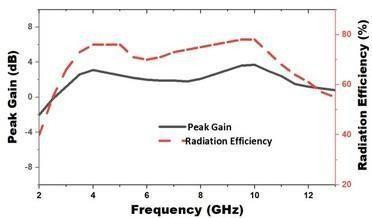 8
4
0
-4
-8
80
60
40
20
Peak Gain (dB)
Radiation Efficiency (%)
Peak Gain
Radiation Efficiency
2 4 6 8 10 12
Frequency (GHz)